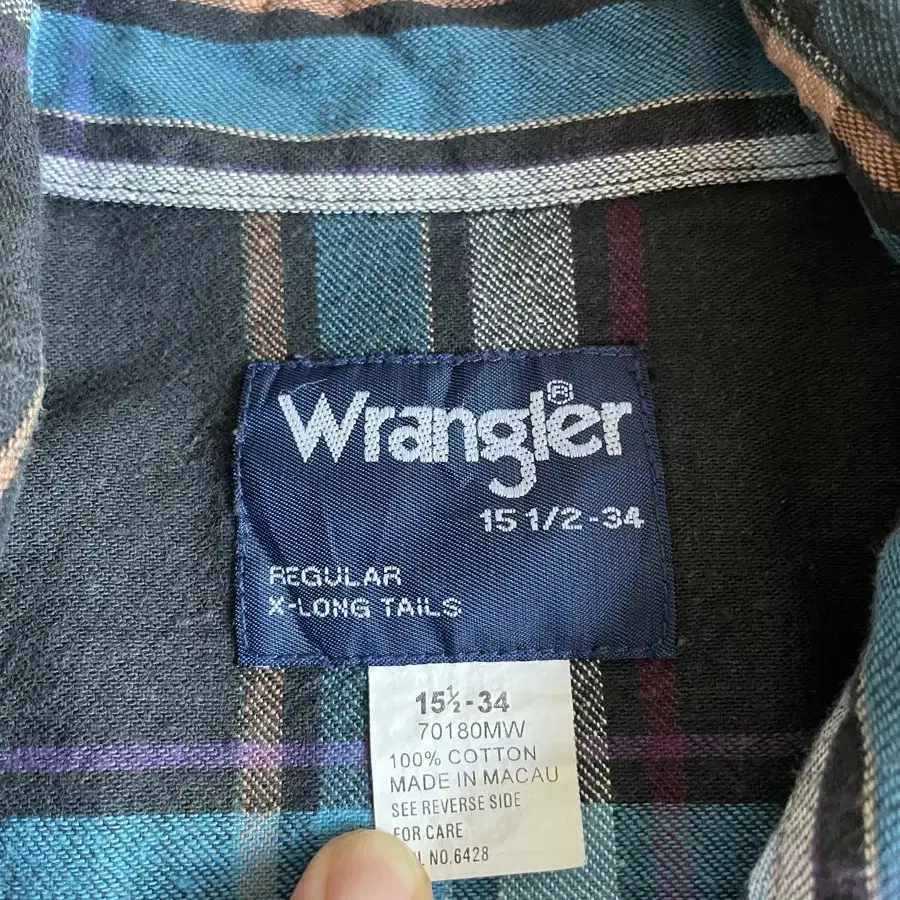 Wrangler®
15 1/2-34
REGULAR
X-LONG TAILS
15½-34
70180MW
100% COTTON
MADE IN MACAU
SEE REVERSE SIDE
FOR CARE
NO.6428